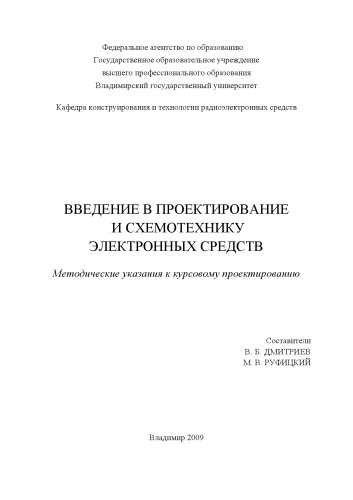 Федеральное агентство по образованию
Государственное образовательное учреждение
высшего профессионального образования
Владимирский государственный университет
Кафедра конструирования и технологии радиоэлектронных средств
ВВЕДЕНИЕ В ПРОЕКТИРОВАНИЕ
И СХЕМОТЕХНИКУ
ЭЛЕКТРОННЫХ СРЕДСТВ
Методические указания к курсовому проектированию
Составители
В. Б. ДМИТРИЕВ
М. В. РУФИЦКИЙ
Владимир 2009